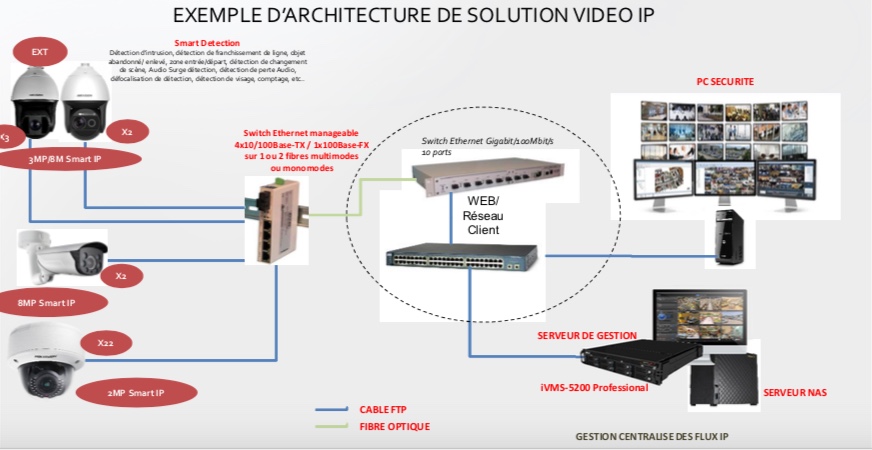 EXEMPLE D'ARCHITECTURE DE SOLUTION VIDEO IP
EXT
Smart Detection
Détection d'intrusion, détection de franchissement de ligne, objet
abandonné/ enlevé, zone entrée/départ, détection de changement
de scène, Audio Surge détection, détection de perte Audio,
défocalisation de détection, détection de visage, comptage, etc..
X3
X2
3MP/8M Smart IP
Switch Ethernet manageable
4x10/100Base-TX / 1x100Base-FX
sur 1 ou 2 fibres multimodes
ou monomodes
Switch Ethernet Gigabit/100Mbit/s
10 parts
WEB/
Réseau
Client
PC SECURITE
X2
8MP Smart IP
X22
2MP Smart IP
SERVEUR DE GESTION
iVMS-5200 Professional
SERVEUR NAS
CABLE FTP
FIBRE OPTIQUE
GESTION CENTRALISE DES FLUX IP